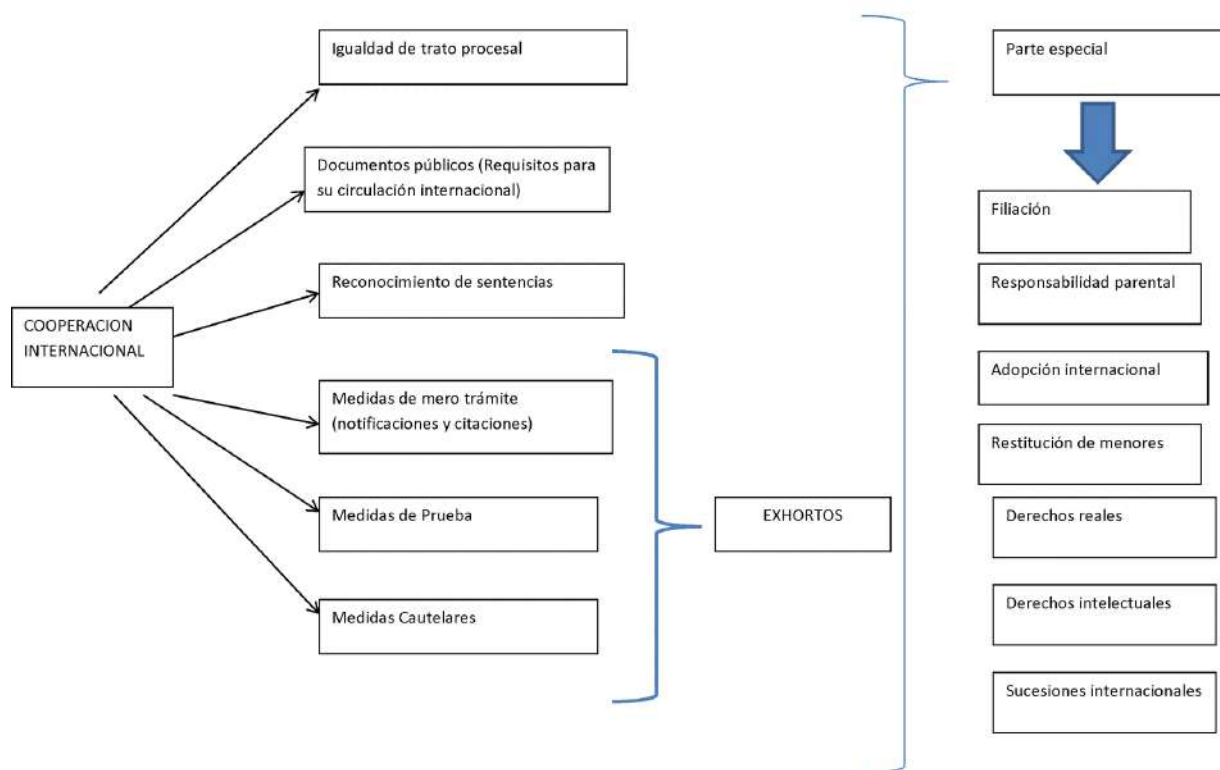 Igualdad de trato procesal
Documentos públicos (Requisitos para
su circulación internacional)
Reconocimiento de sentencias
COOPERACION
INTERNACIONAL
Medidas de mero trámite
(notificaciones y citaciones)
Medidas de Prueba
Medidas Cautelares
EXHORTOS
Parte especial
Filiación
Responsabilidad parental
Adopción internacional
Restitución de menores
Derechos reales
Derechos intelectuales
Sucesiones internacionales